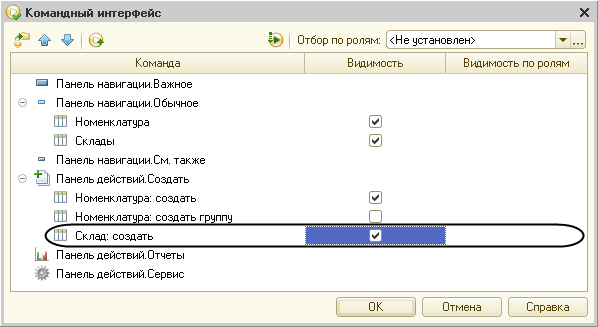 Командный интерфейс
Отбор по ролям: <Не установлен>
Команда Видимость Видимость по ролям
Панель навигации.Важное
Панель навигации.Обычное
Номенклатура
Склады
Панель навигации.См. также
Панель действий.Создать
Номенклатура: создать
Номенклатура: создать группу
Склад: создать
Панель действий.Отчеты
Панель действий.Сервис
OK Отмена Справка